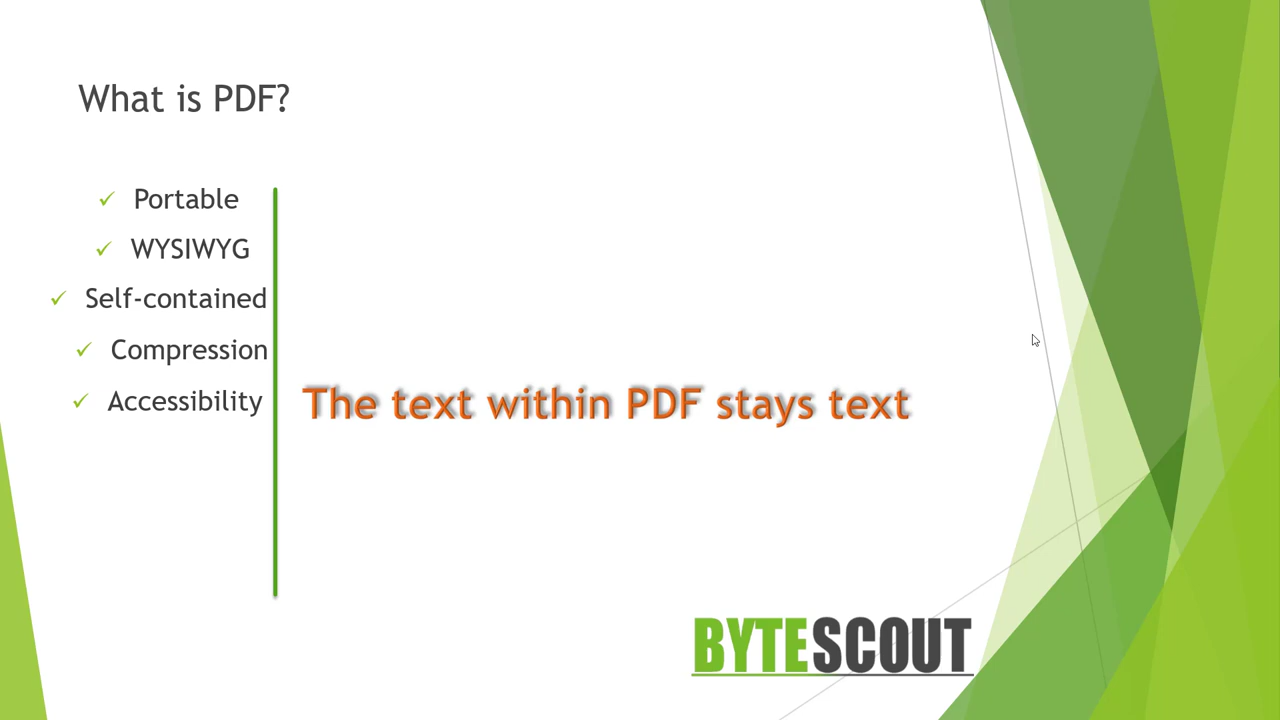 What is PDF?
Portable
WYSIWYG
Self-contained
Compression
Accessibility
The text within PDF stays text
BYTESCOUT